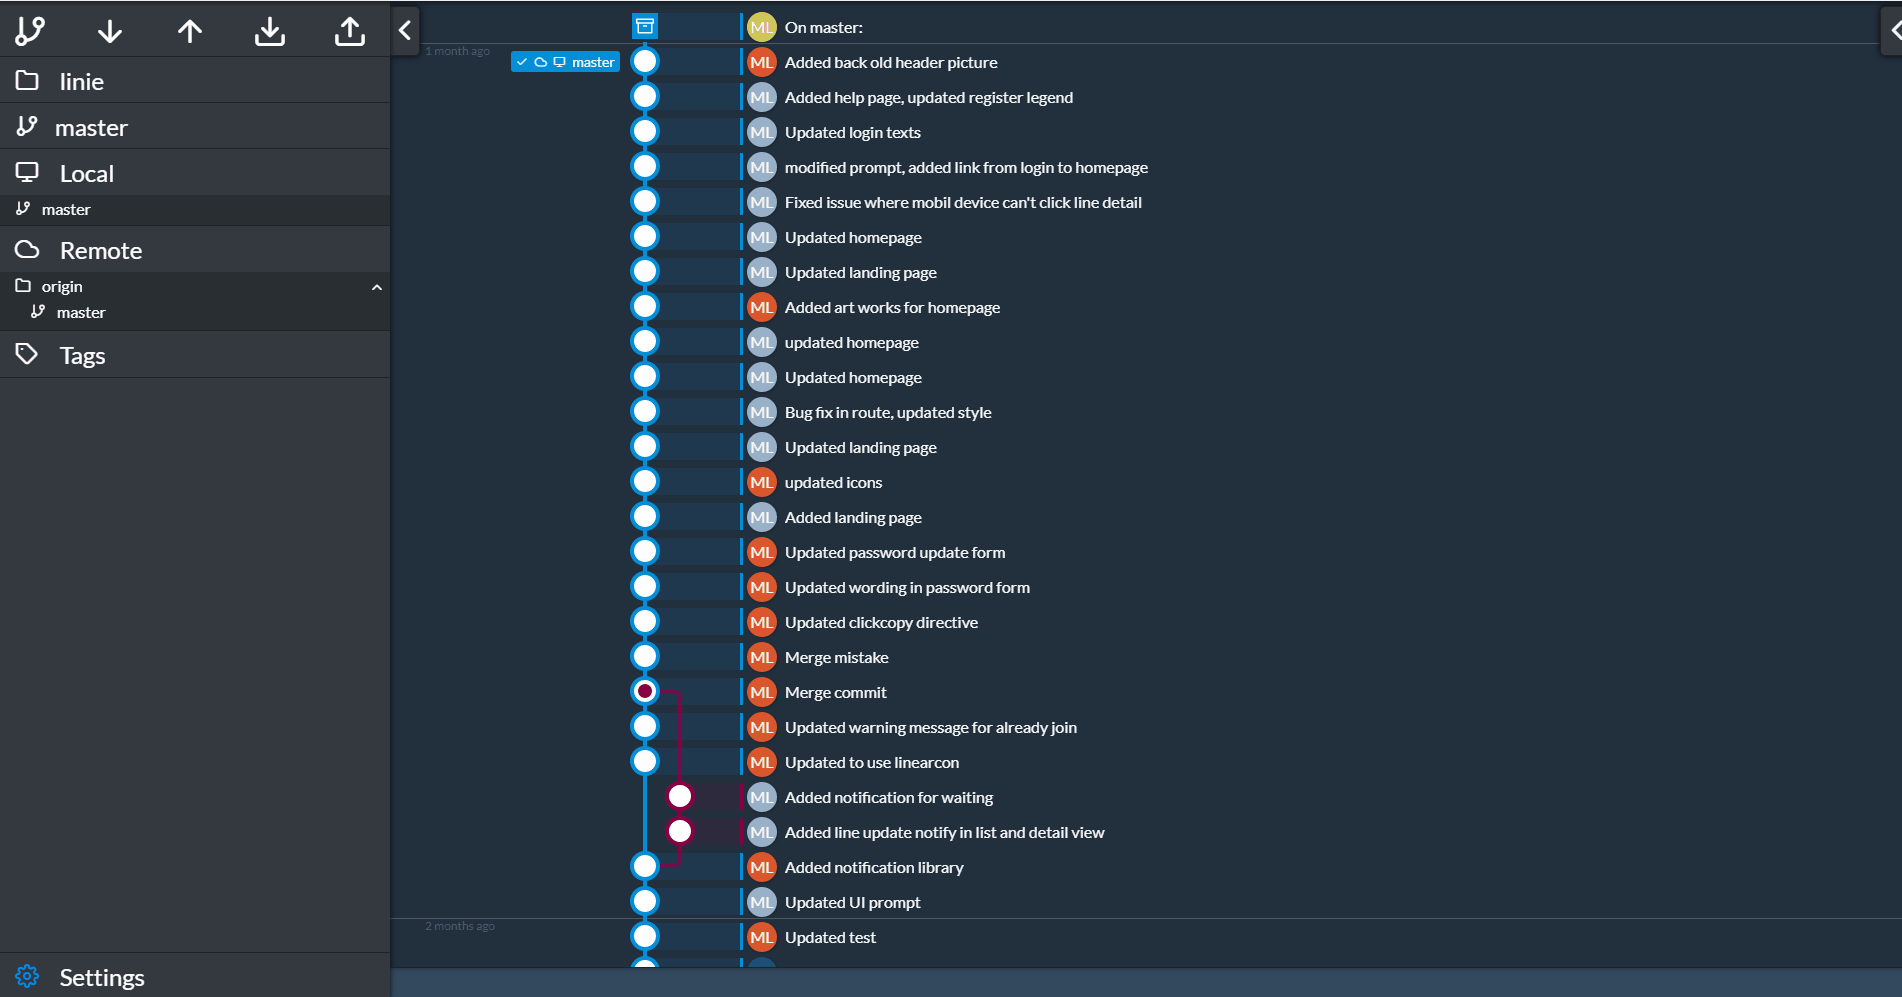 linie
master
Local
master
Remote
origin
master
Tags
Settings
ML On master:
1 month ago
master ML Added back old header picture
ML Added help page, updated register legend
ML Updated login texts
ML modified prompt, added link from login to homepage
ML Fixed issue where mobil device can't click line detail
ML Updated homepage
ML Updated landing page
ML Added art works for homepage
ML updated homepage
ML Updated homepage
ML Bug fix in route, updated style
ML Updated landing page
ML updated icons
ML Added landing page
ML Updated password update form
ML Updated wording in password form
ML Updated clickcopy directive
ML Merge mistake
ML Merge commit
ML Updated warning message for already join
ML Updated to use linearcon
ML Added notification for waiting
ML Added line update notify in list and detail view
ML Added notification library
ML Updated UI prompt
2 months ago
ML Updated test